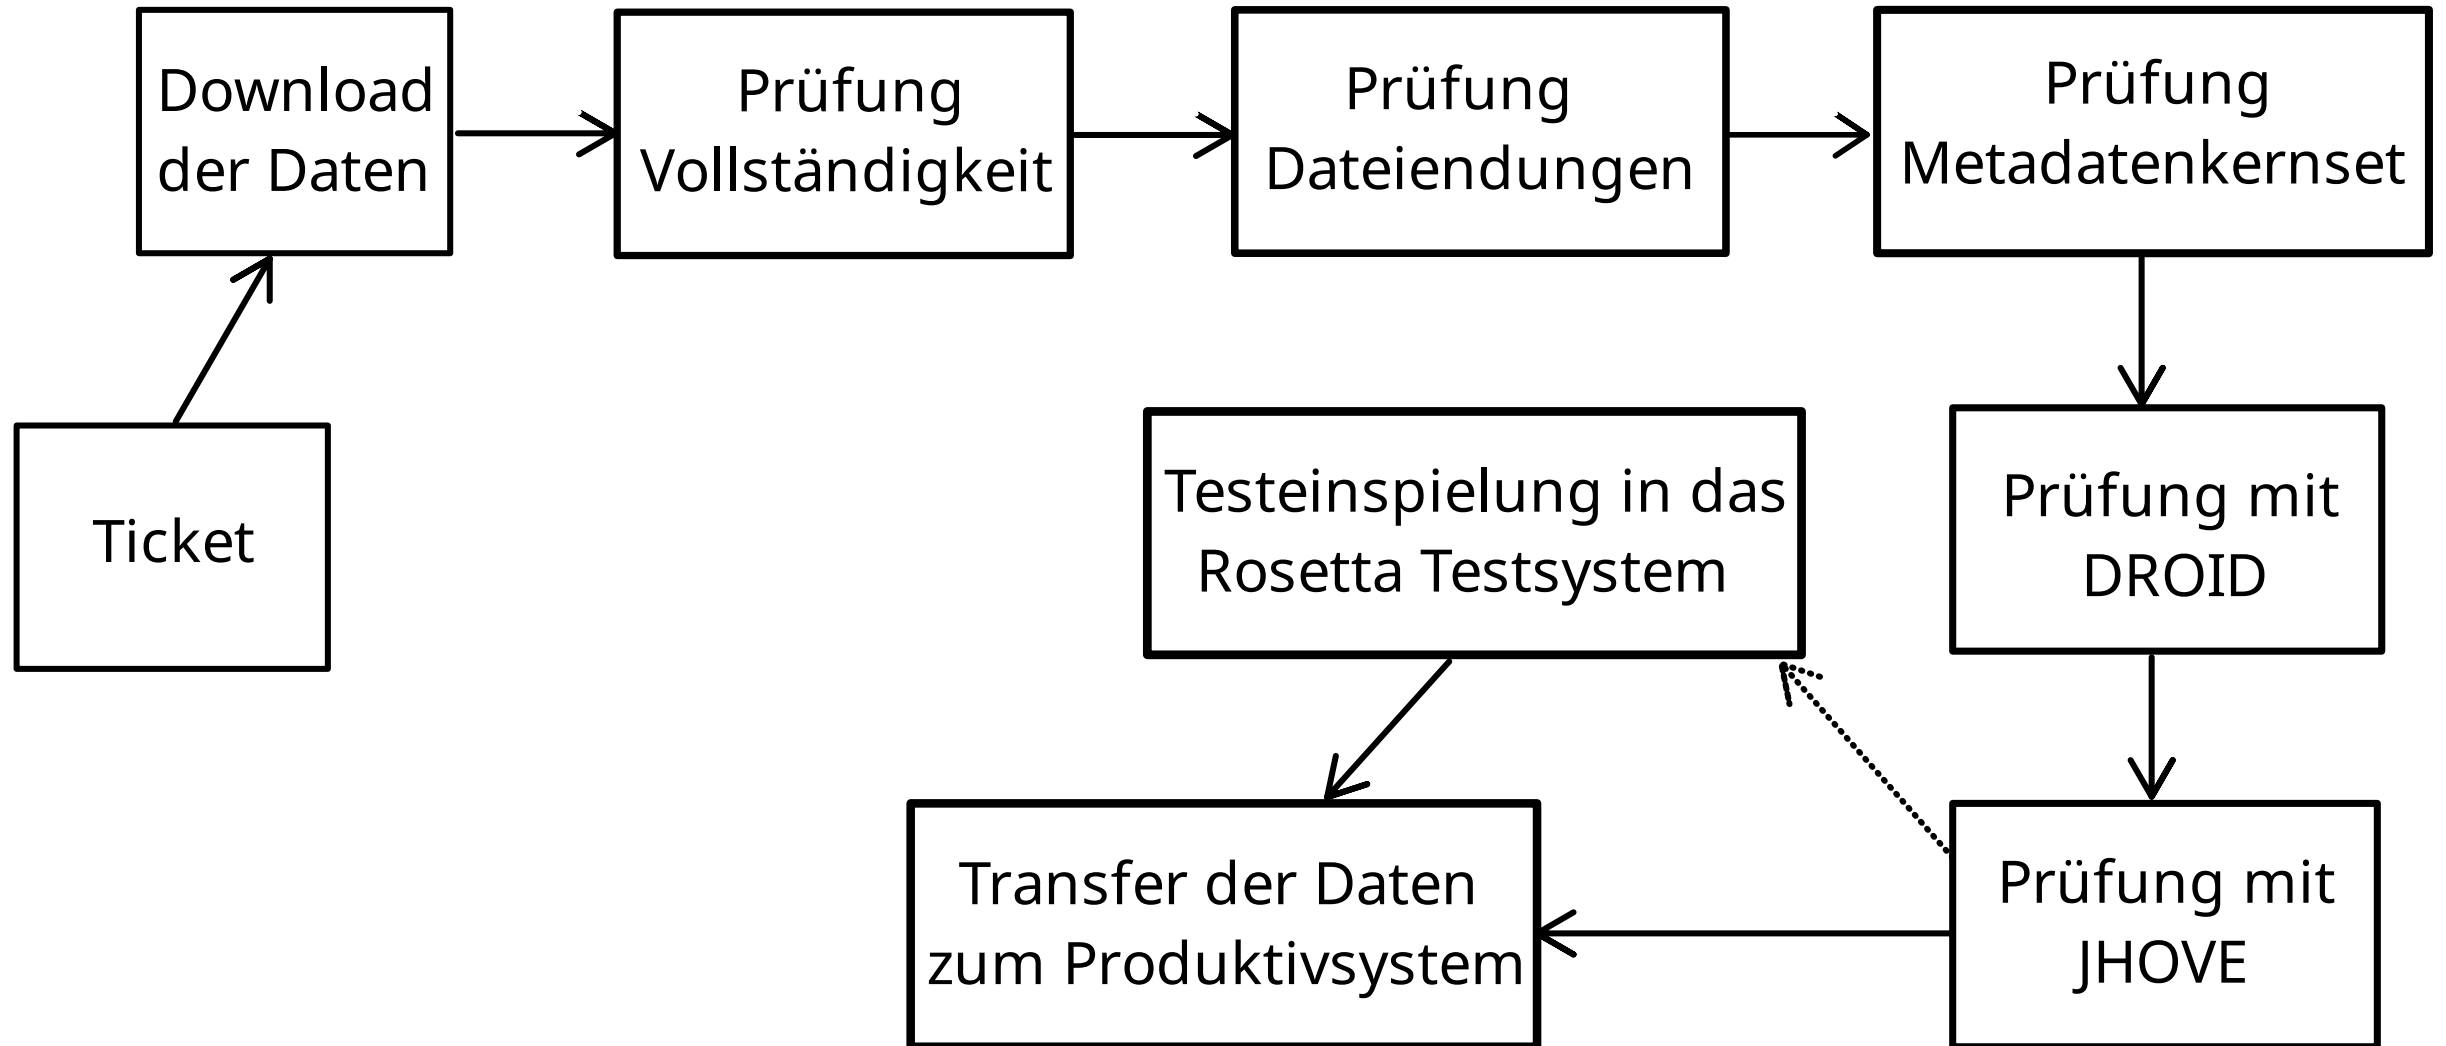 Download
der Daten
Prüfung
Vollständigkeit
Prüfung
Dateiendungen
Prüfung
Metadatenkernset
Ticket
Testeinspielung in das
Rosetta Testsystem
Prüfung mit
DROID
Transfer der Daten
zum Produktivsystem
Prüfung mit
JHOVE